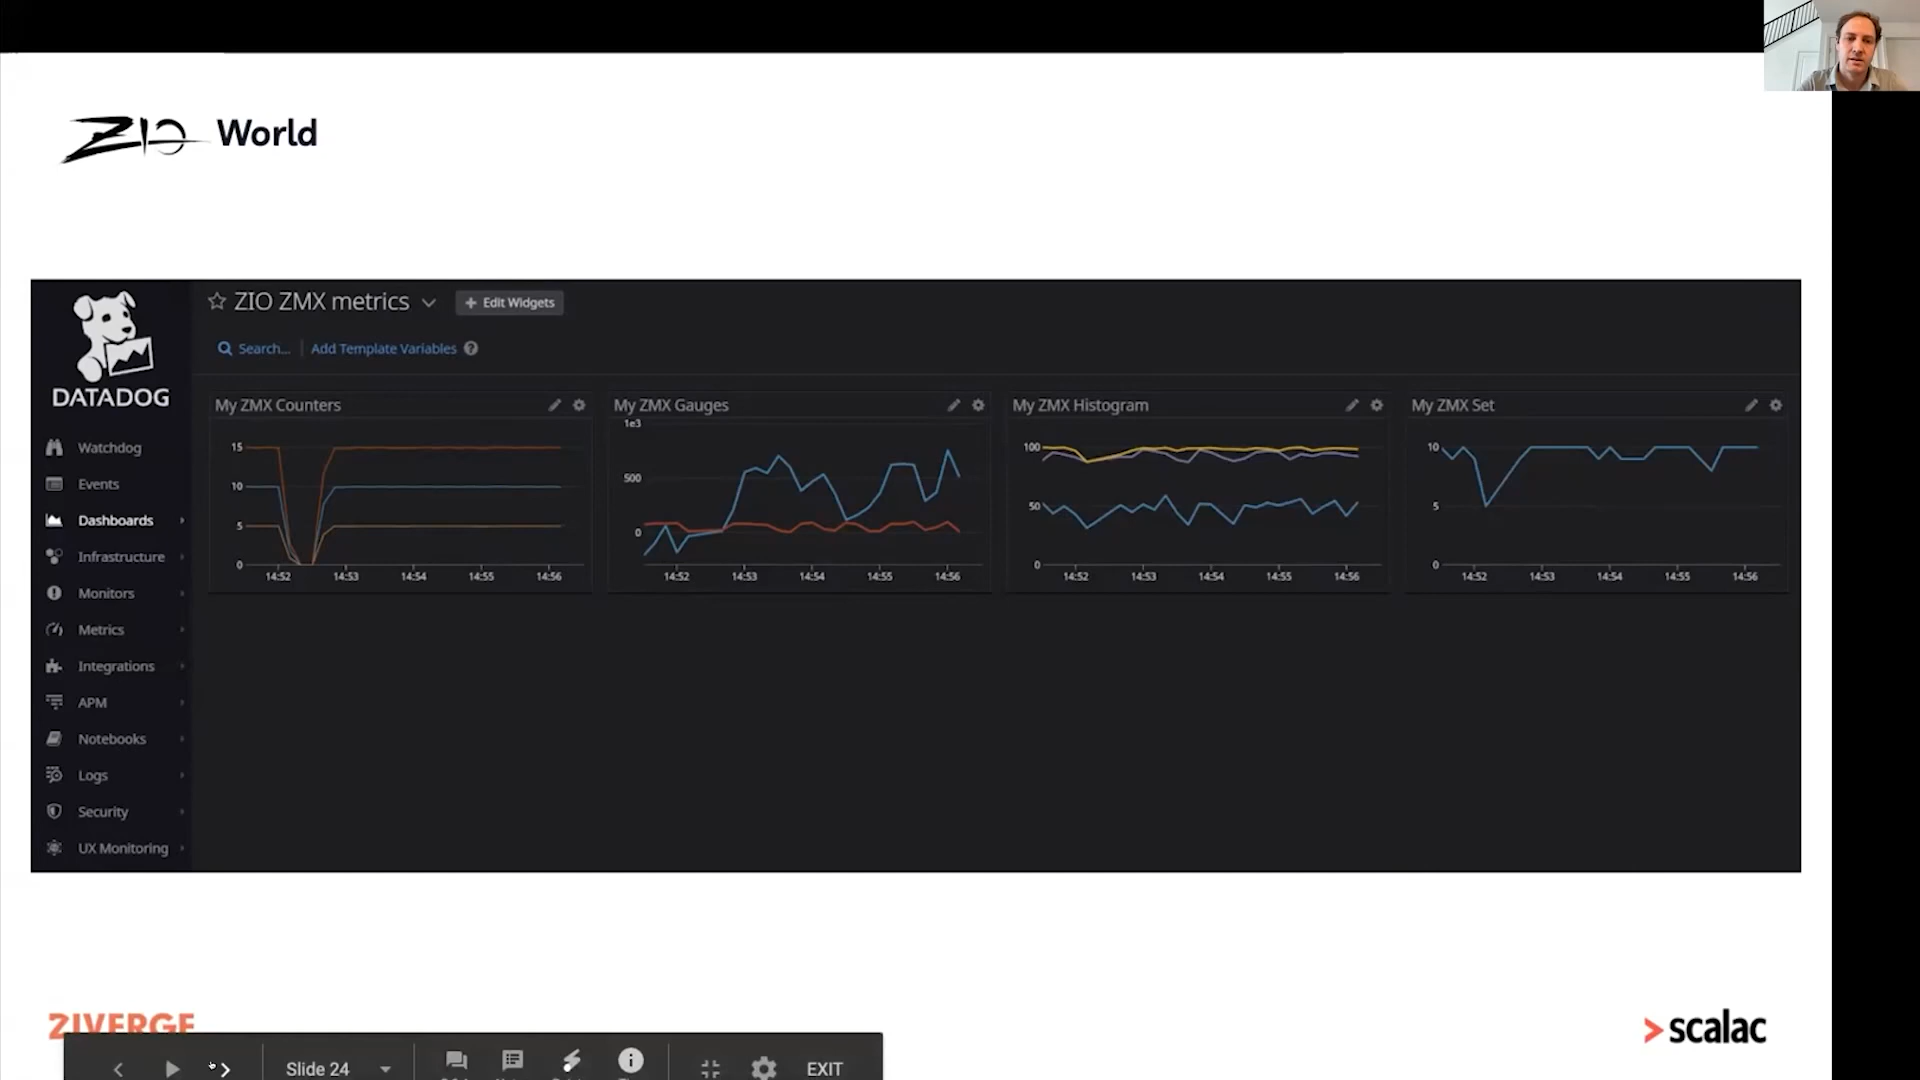 ZIO World
DATADOG
ZIO ZMX metrics
+ Edit Widgets
Search...
Add Template Variables ?
Watchdog
Events
Dashboards
Infrastructure
Monitors
Metrics
Integrations
APM
Notebooks
Logs
Security
UX Monitoring
My ZMX Counters
15
10
5
0
14:52 14:53 14:54 14:55 14:56
My ZMX Gauges
1e3
500
0
14:52 14:53 14:54 14:55 14:56
My ZMX Histogram
100
50
0
14:52 14:53 14:54 14:55 14:56
My ZMX Set
10
5
0
14:52 14:53 14:54 14:55 14:56
ZIVERGE
scalac
Slide 24
EXIT